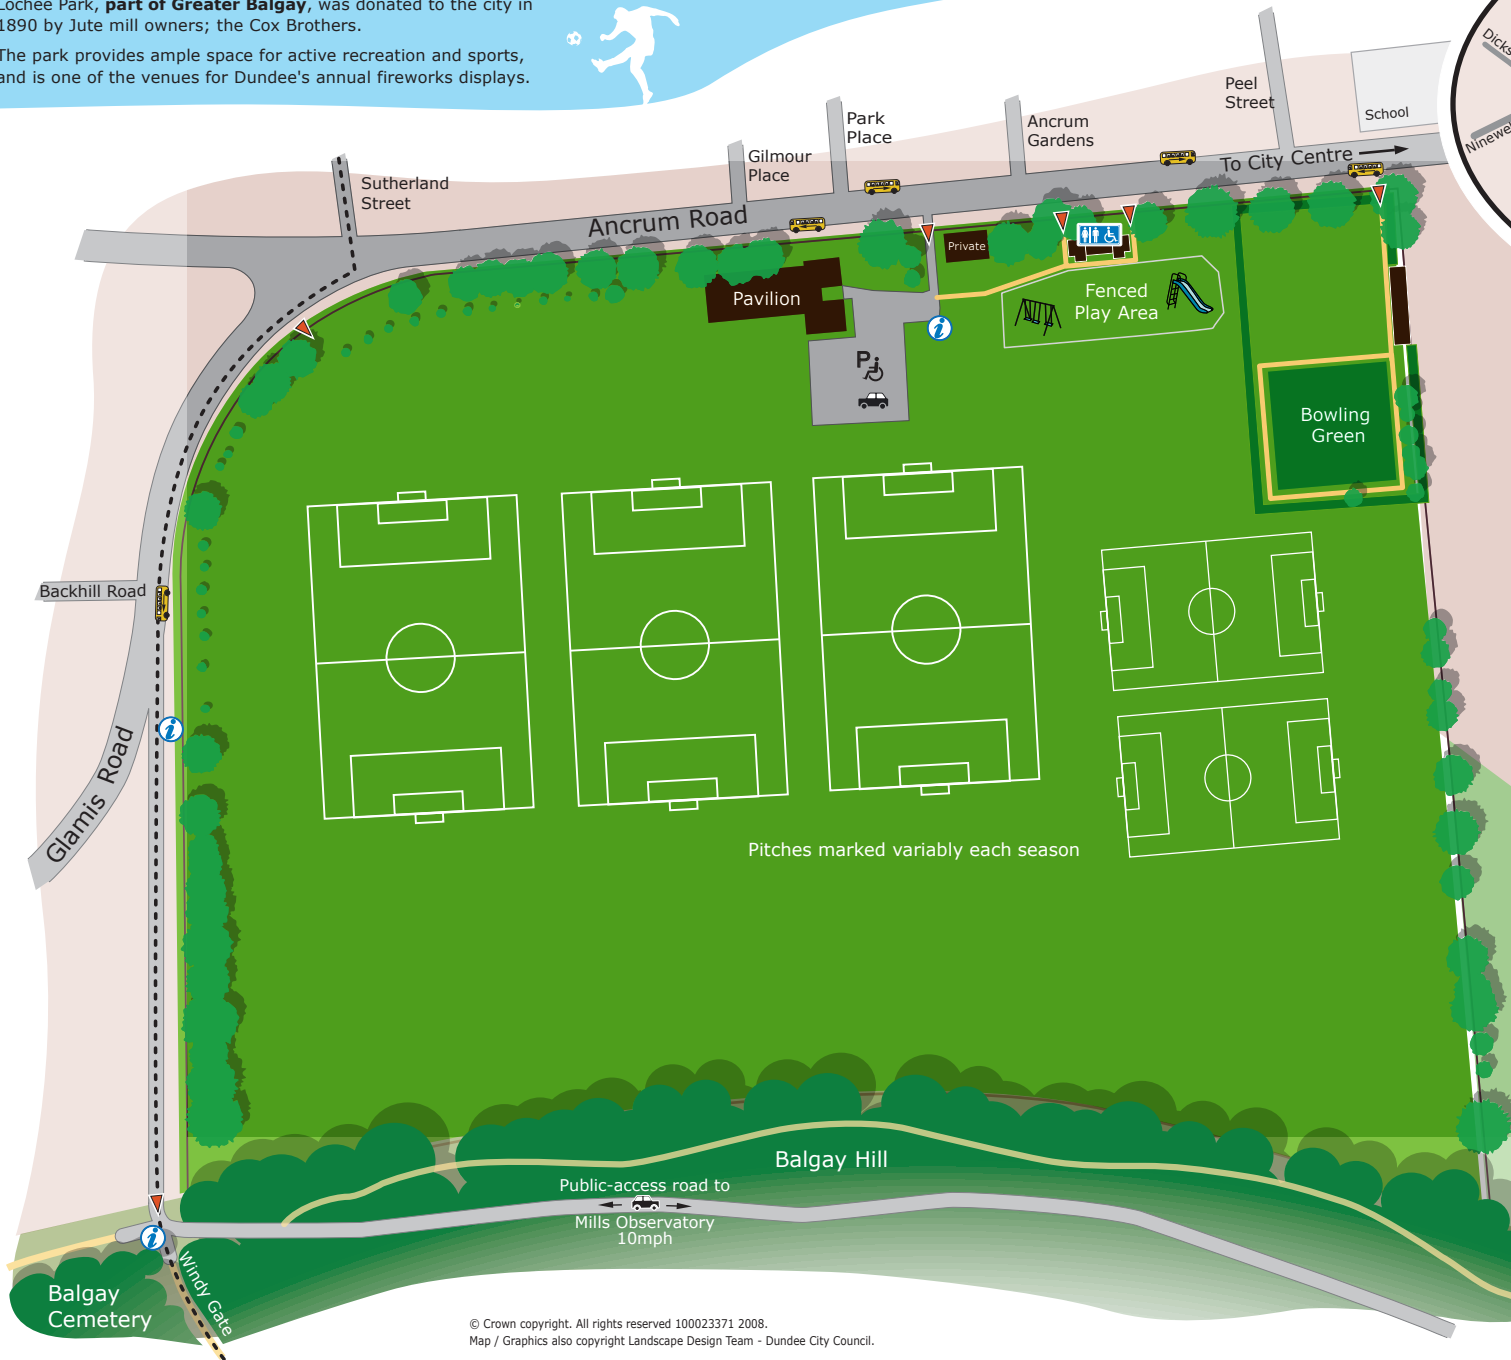 Lochee Park, part of Greater Balgay, was donated to the city in
1890 by Jute mill owners; the Cox Brothers.
The park provides ample space for active recreation and sports,
and is one of the venues for Dundee's annual fireworks displays.
Peel
Street
School
Park
Place
Ancrum
Gardens
Gilmour
Place
To City Centre
Sutherland
Street
Ancrum Road
Private
Pavilion
Fenced
Play Area
P
Bowling
Green
Backhill Road
Glamis Road
Pitches marked variably each season
Balgay Hill
Public-access road to
Mills Observatory
10mph
Windy Gate
Balgay
Cemetery
© Crown copyright. All rights reserved 100023371 2008.
Map / Graphics also copyright Landscape Design Team - Dundee City Council.